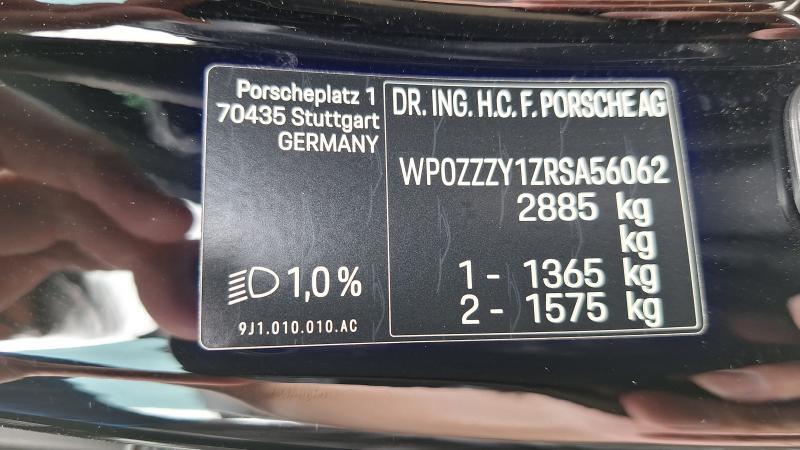 Porscheplatz 1
70435 Stuttgart
GERMANY
1,0 %
9J1.010.010.AC
DR. ING. H.C. F. PORSCHE AG
WP0ZZZY1ZRSA56062
2885 kg
kg
1 - 1365 kg
2 - 1575 kg